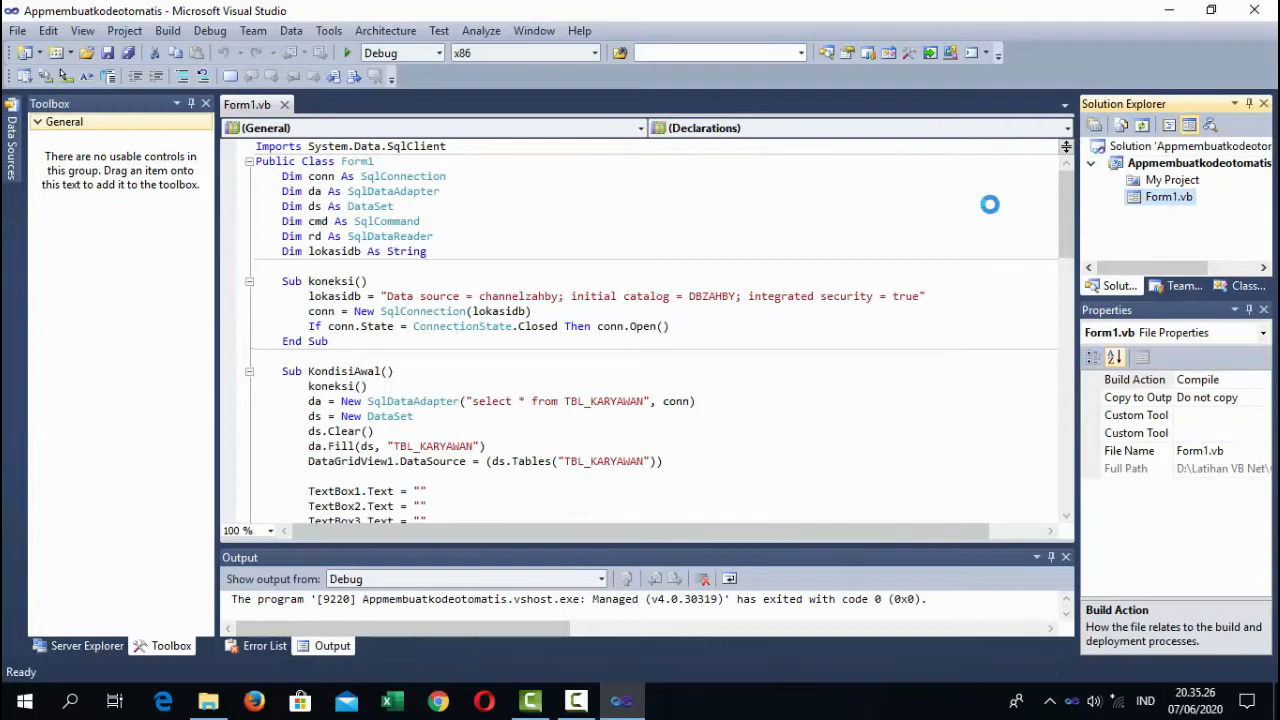 Appmembuatkodeotomatis - Microsoft Visual Studio
File Edit View Project Build Debug Team Data Tools Architecture Test Analyze Window Help
Debug x86
Toolbox
General
There are no usable controls in
this group. Drag an item onto
this text to add it to the toolbox.
Data Sources
Form1.vb
(General) (Declarations)
Imports System.Data.SqlClient
Public Class Form1
Dim conn As SqlConnection
Dim da As SqlDataAdapter
Dim ds As DataSet
Dim cmd As SqlCommand
Dim rd As SqlDataReader
Dim lokasidb As String
Sub koneksi()
lokasidb = "Data source = channelzahby; initial catalog = DBZAHBY; integrated security = true"
conn = New SqlConnection(lokasidb)
If conn.State = ConnectionState.Closed Then conn.Open()
End Sub
Sub KondisiAwal()
koneksi()
da = New SqlDataAdapter("select * from TBL_KARYAWAN", conn)
ds = New DataSet
ds.Clear()
da.Fill(ds, "TBL_KARYAWAN")
DataGridView1.DataSource = (ds.Tables("TBL_KARYAWAN"))
TextBox1.Text = ""
TextBox2.Text = ""
TextBox3.Text = ""
100 %
Output
Show output from: Debug
The program '[9220] Appmembuatkodeotomatis.vshost.exe: Managed (v4.0.30319)' has exited with code 0 (0x0).
Server Explorer Toolbox
Error List Output
Solution Explorer
Solution 'Appmembuatkodeotor
Appmembuatkodeotomatis
My Project
Form1.vb
Solut... Team... Class...
Properties
Form1.vb File Properties
Build Action Compile
Copy to Outp Do not copy
Custom Tool
Custom Tool
File Name Form1.vb
Full Path D:\Latihan VB Net\
Build Action
How the file relates to the build and
deployment processes.
Ready
IND
20.35.26
07/06/2020